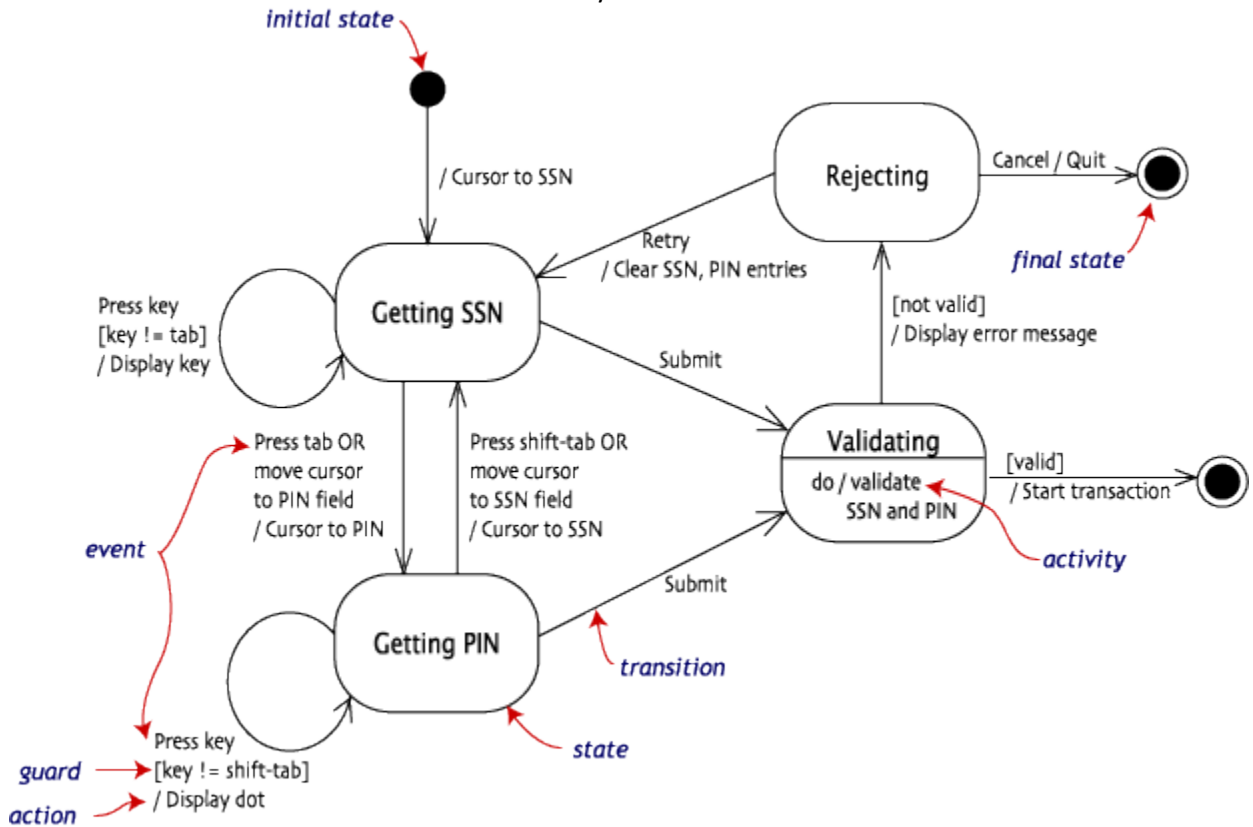 initial state
/ Cursor to SSN
Rejecting
Cancel / Quit
final state
Retry
/ Clear SSN, PIN entries
Getting SSN
Press key
[key != tab]
/ Display key
[not valid]
/ Display error message
Submit
Press tab OR
move cursor
to PIN field
/ Cursor to PIN
Press shift-tab OR
move cursor
to SSN field
/ Cursor to SSN
Validating
do / validate
SSN and PIN
[valid]
/ Start transaction
event
activity
Submit
Getting PIN
transition
state
Press key
guard
[key != shift-tab]
action
/ Display dot